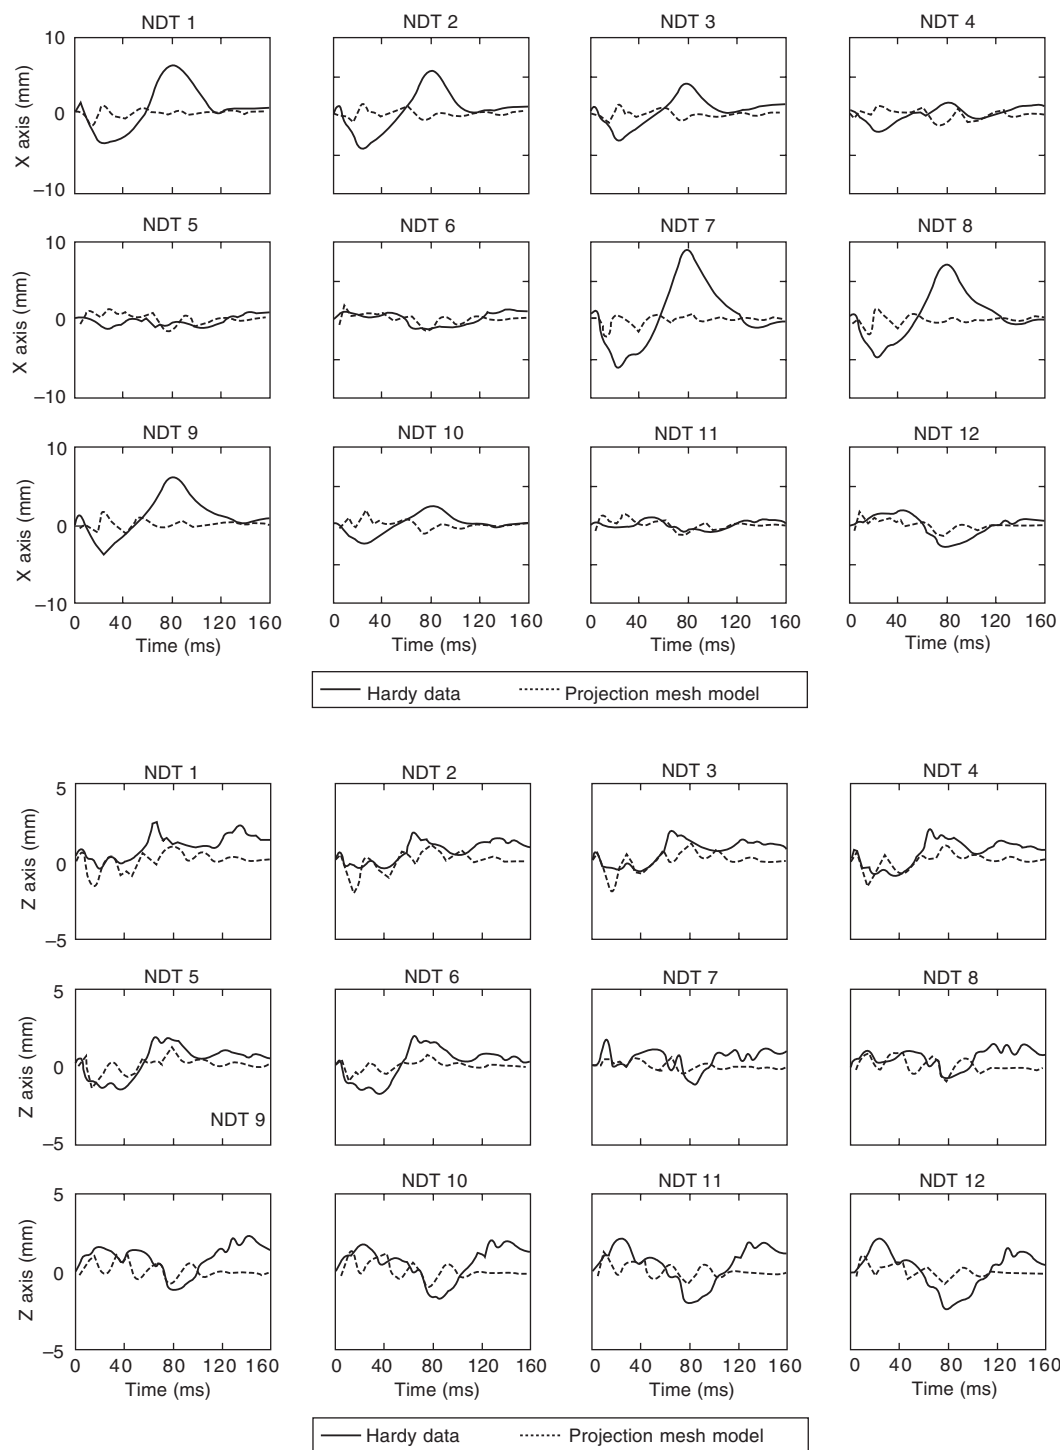 NDT 1 NDT 2 NDT 3 NDT 4
10
0
−10
X axis (mm)
NDT 5 NDT 6 NDT 7 NDT 8
10
0
−10
X axis (mm)
NDT 9 NDT 10 NDT 11 NDT 12
10
0
−10
X axis (mm)
0 40 80 120 160 0 40 80 120 160 0 40 80 120 160 0 40 80 120 160
Time (ms) Time (ms) Time (ms) Time (ms)
Hardy data Projection mesh model
NDT 1 NDT 2 NDT 3 NDT 4
5
0
−5
Z axis (mm)
NDT 5 NDT 6 NDT 7 NDT 8
5
0
−5
Z axis (mm)
NDT 9
NDT 10 NDT 11 NDT 12
5
0
−5
Z axis (mm)
0 40 80 120 160 0 40 80 120 160 0 40 80 120 160 0 40 80 120 160
Time (ms) Time (ms) Time (ms) Time (ms)
Hardy data Projection mesh model